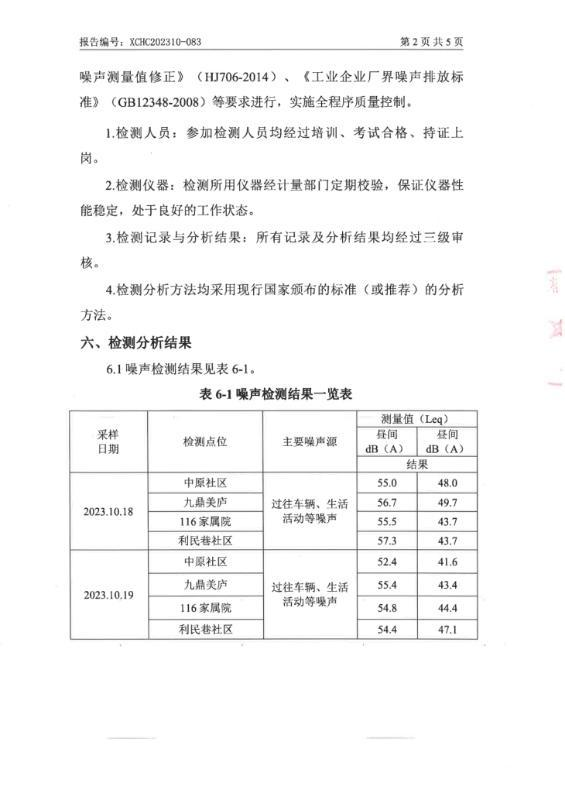 报告编号：XCHC202310-083 第 2 页 共 5 页
噪声测量值修正》（HJ706-2014）、《工业企业厂界噪声排放标
准》（GB12348-2008）等要求进行，实施全程序质量控制。
1.检测人员：参加检测人员均经过培训、考试合格、持证上
岗。
2.检测仪器：检测所用仪器经计量部门定期校验，保证仪器性
能稳定，处于良好的工作状态。
3.检测记录与分析结果：所有记录及分析结果均经过三级审
核。
4.检测分析方法均采用现行国家颁布的标准（或推荐）的分析
方法。
六、检测分析结果
6.1 噪声检测结果见表 6-1。
表 6-1 噪声检测结果一览表
采样日期 检测点位 主要噪声源 测量值（Leq）
昼间 dB（A） 昼间 dB（A）
结果
2023.10.18 中原社区 过往车辆、生活活动等噪声 55.0 48.0
九鼎美庐 56.7 49.7
116 家属院 55.5 43.7
利民巷社区 57.3 43.7
2023.10.19 中原社区 过往车辆、生活活动等噪声 52.4 41.6
九鼎美庐 55.4 43.4
116 家属院 54.8 44.4
利民巷社区 54.4 47.1